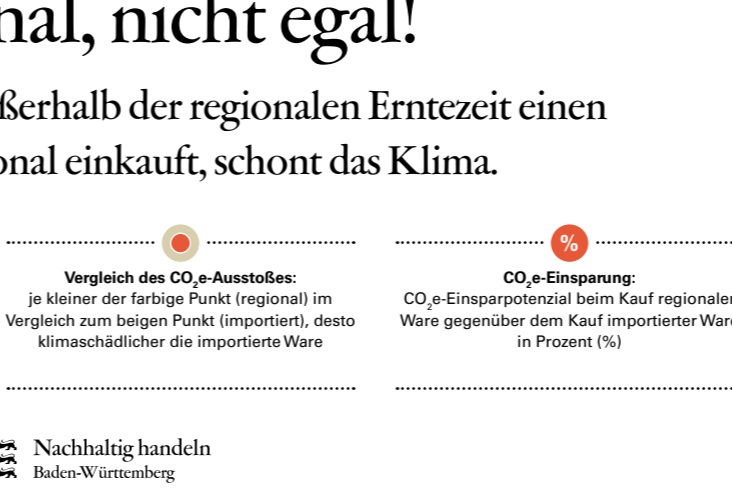 nal, nicht egal!
ßerhalb der regionalen Erntezeit einen
onal einkauft, schont das Klima.
%
Vergleich des CO₂e-Ausstoßes:
je kleiner der farbige Punkt (regional) im
Vergleich zum beigen Punkt (importiert), desto
klimaschädlicher die importierte Ware
CO₂e-Einsparung:
CO₂e-Einsparpotenzial beim Kauf regionaler
Ware gegenüber dem Kauf importierter Ware
in Prozent (%)
Nachhaltig handeln
Baden-Württemberg